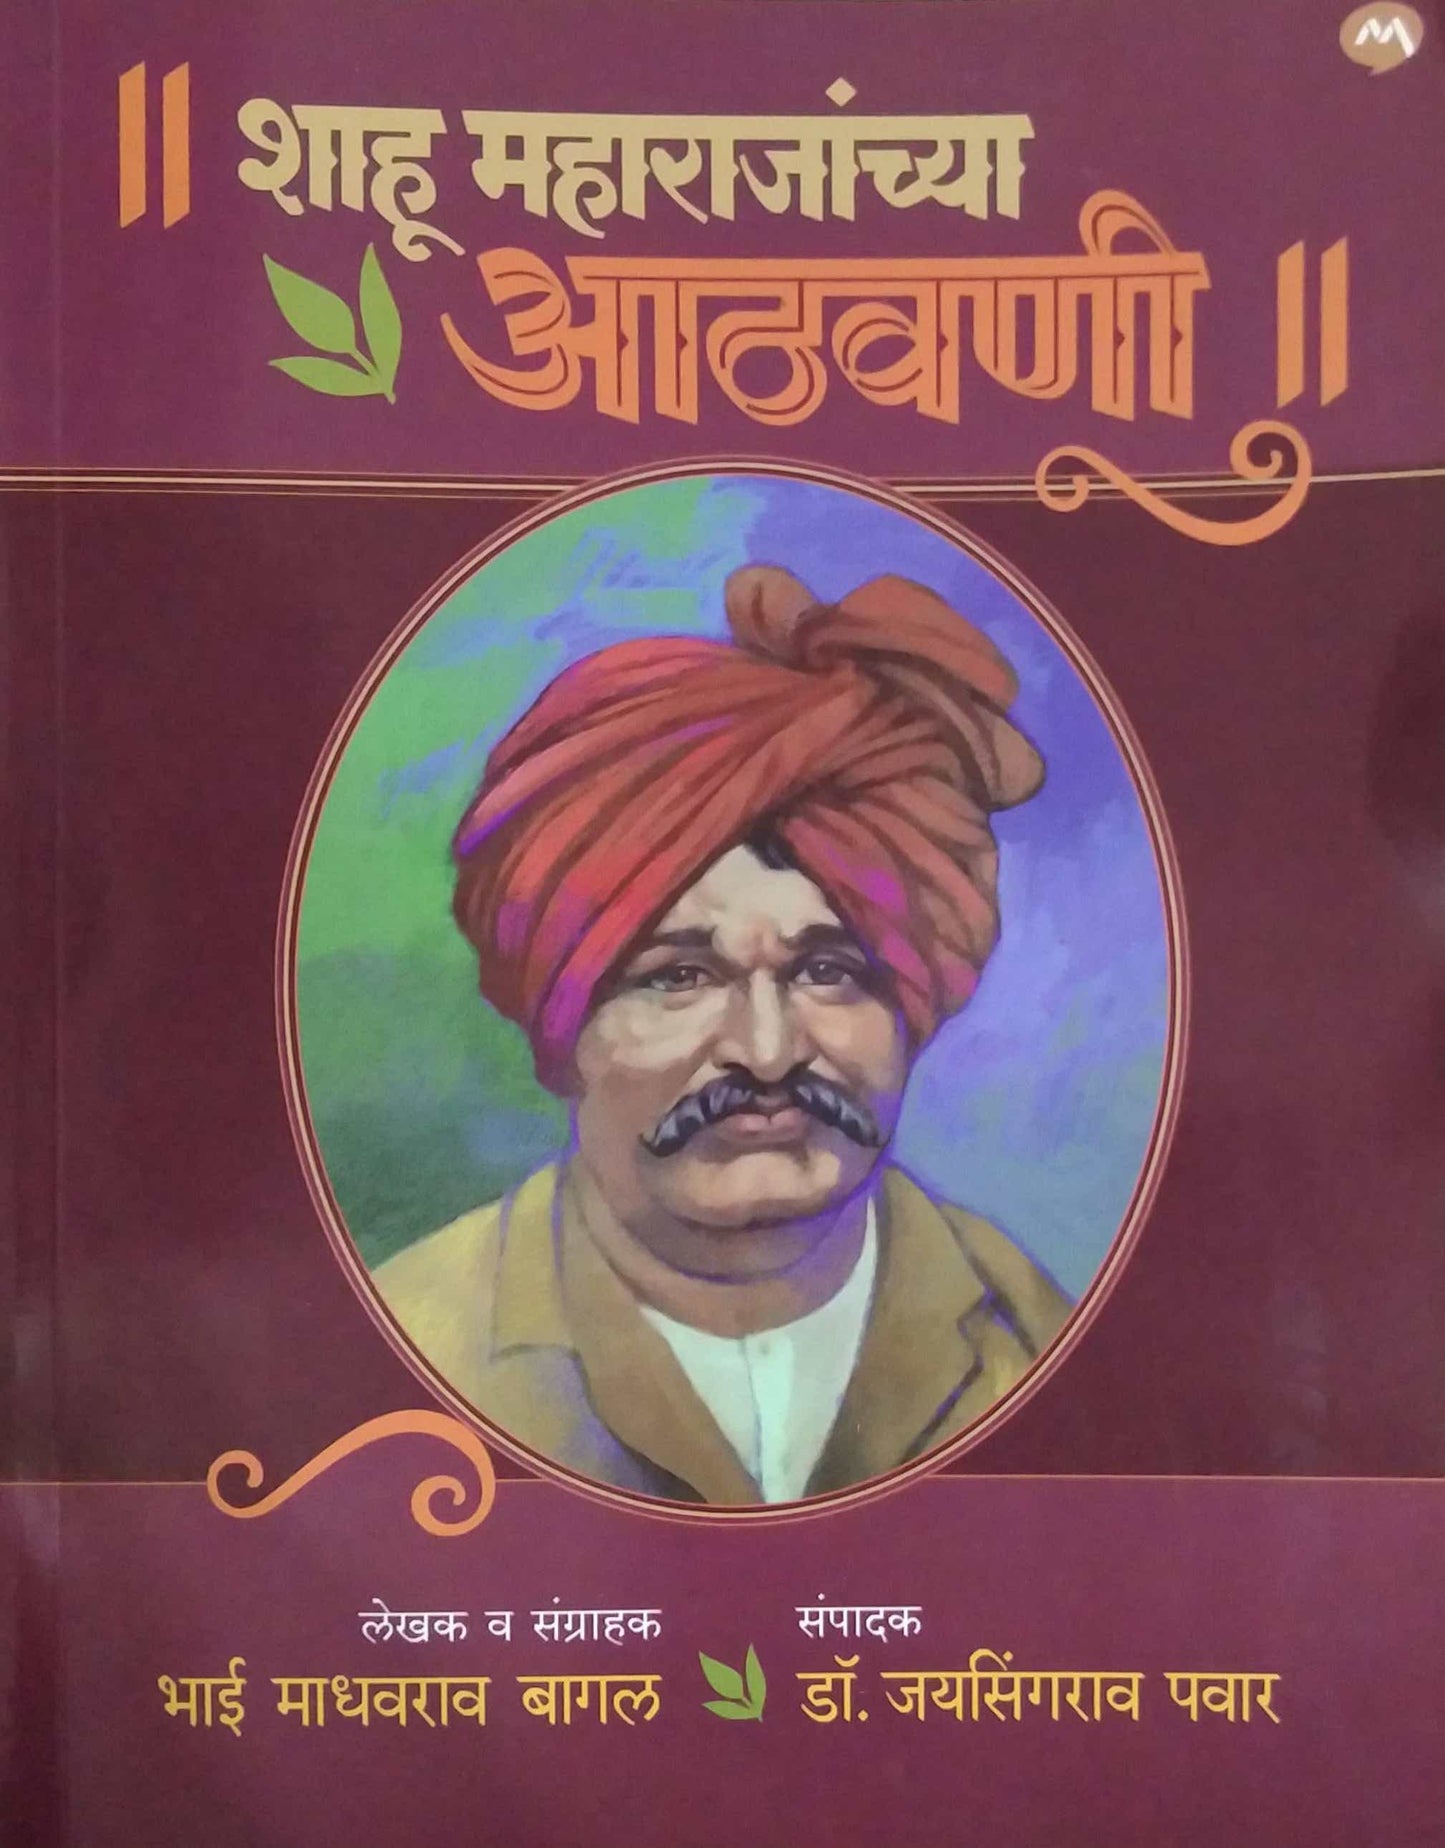 ॥ शाहू महाराजांच्या
आठवणी ॥
लेखक व संग्राहक
भाई माधवराव बागल
संपादक
डॉ. जयसिंगराव पवार